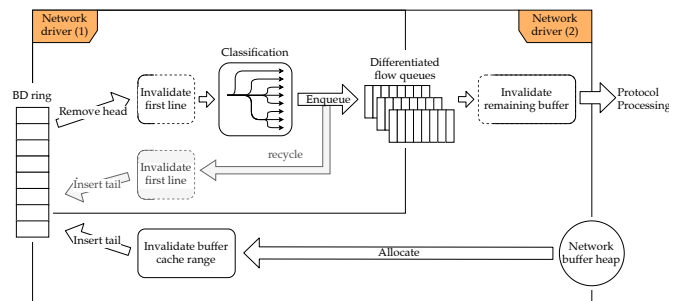 Network
driver (1)
Network
driver (2)
Classification
Differentiated
flow queues
BD ring
Remove head
Invalidate
first line
Enqueue
Invalidate
remaining buffer
Protocol
Processing
recycle
Invalidate
first line
Insert tail
Insert tail
Invalidate buffer
cache range
Allocate
Network
buffer heap